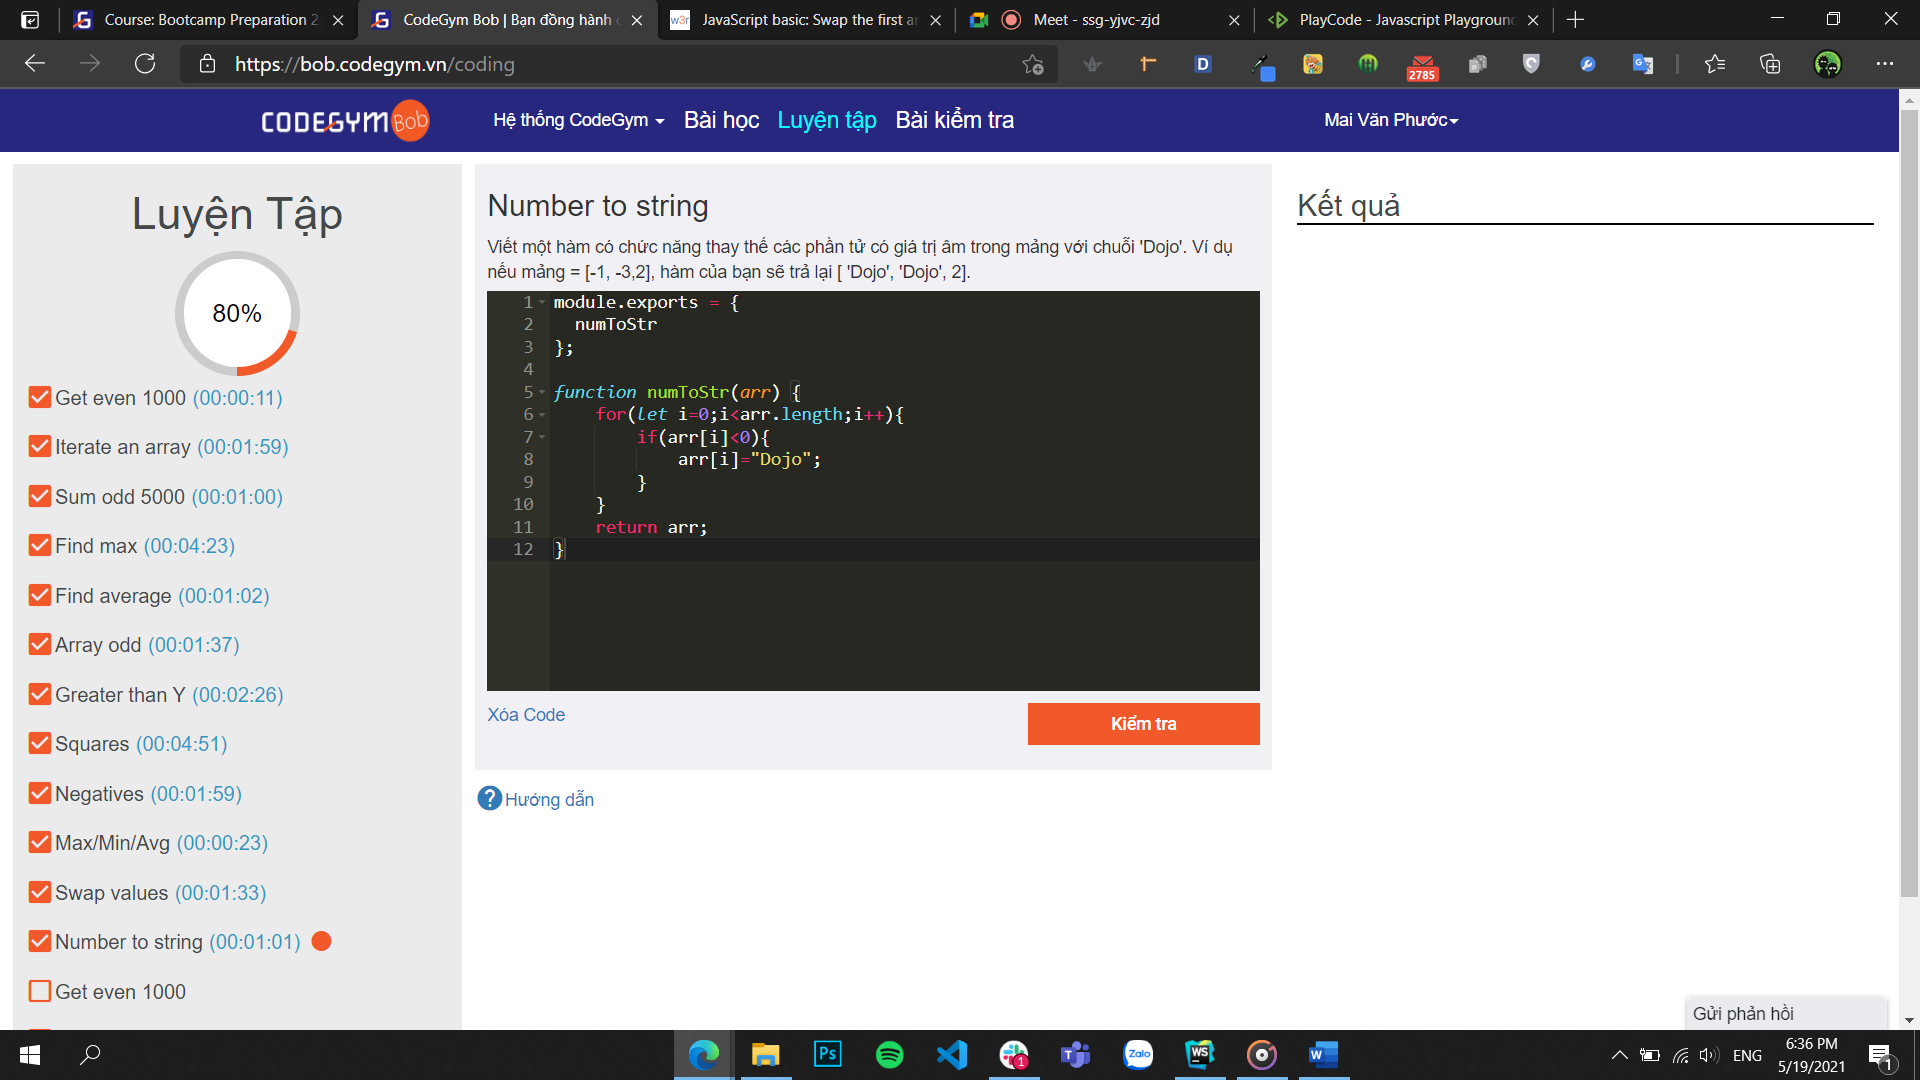 Course: Bootcamp Preparation 2
CodeGym Bob | Bạn đồng hành
JavaScript basic: Swap the first ar
Meet - ssg-yjvc-zjd
PlayCode - Javascript Playground
https://bob.codegym.vn/coding
2785
CODEGYM Bob
Hệ thống CodeGym
Bài học
Luyện tập
Bài kiểm tra
Mai Văn Phước
Luyện Tập
80%
Get even 1000 (00:00:11)
Iterate an array (00:01:59)
Sum odd 5000 (00:01:00)
Find max (00:04:23)
Find average (00:01:02)
Array odd (00:01:37)
Greater than Y (00:02:26)
Squares (00:04:51)
Negatives (00:01:59)
Max/Min/Avg (00:00:23)
Swap values (00:01:33)
Number to string (00:01:01)
Get even 1000
Number to string
Viết một hàm có chức năng thay thế các phần tử có giá trị âm trong mảng với chuỗi 'Dojo'. Ví dụ
nếu mảng = [-1, -3,2], hàm của bạn sẽ trả lại [ 'Dojo', 'Dojo', 2].
1 module.exports = {
2 numToStr
3 };
4
5 function numToStr(arr) {
6 for(let i=0;i<arr.length;i++){
7 if(arr[i]<0){
8 arr[i]="Dojo";
9 }
10 }
11 return arr;
12 }
Xóa Code
Kiểm tra
Hướng dẫn
Kết quả
Gửi phản hồi
ENG
6:36 PM
5/19/2021
1